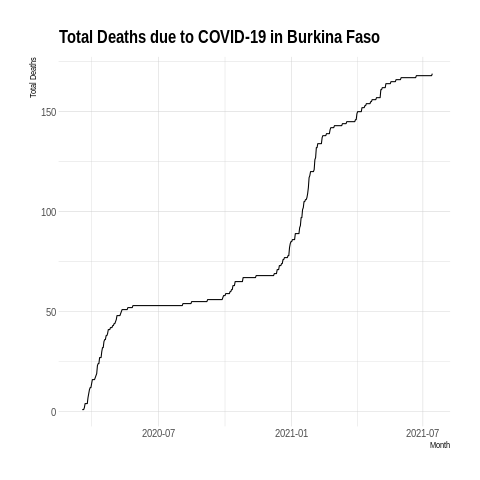 Total Deaths due to COVID-19 in Burkina Faso
Total Deaths
150
100
50
0
2020-07 2021-01 2021-07
Month